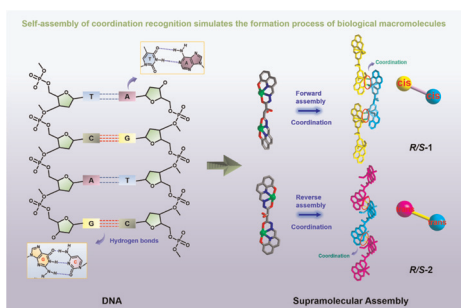 Self-assembly of coordination recognition simulates the formation process of biological macromolecules
T A
C G
A T
G C
Hydrogen bonds
DNA
Forward
assembly
Coordination
Coordination
cis
R/S-1
Reverse
assembly
Coordination
Coordination
R/S-2
Supramolecular Assembly